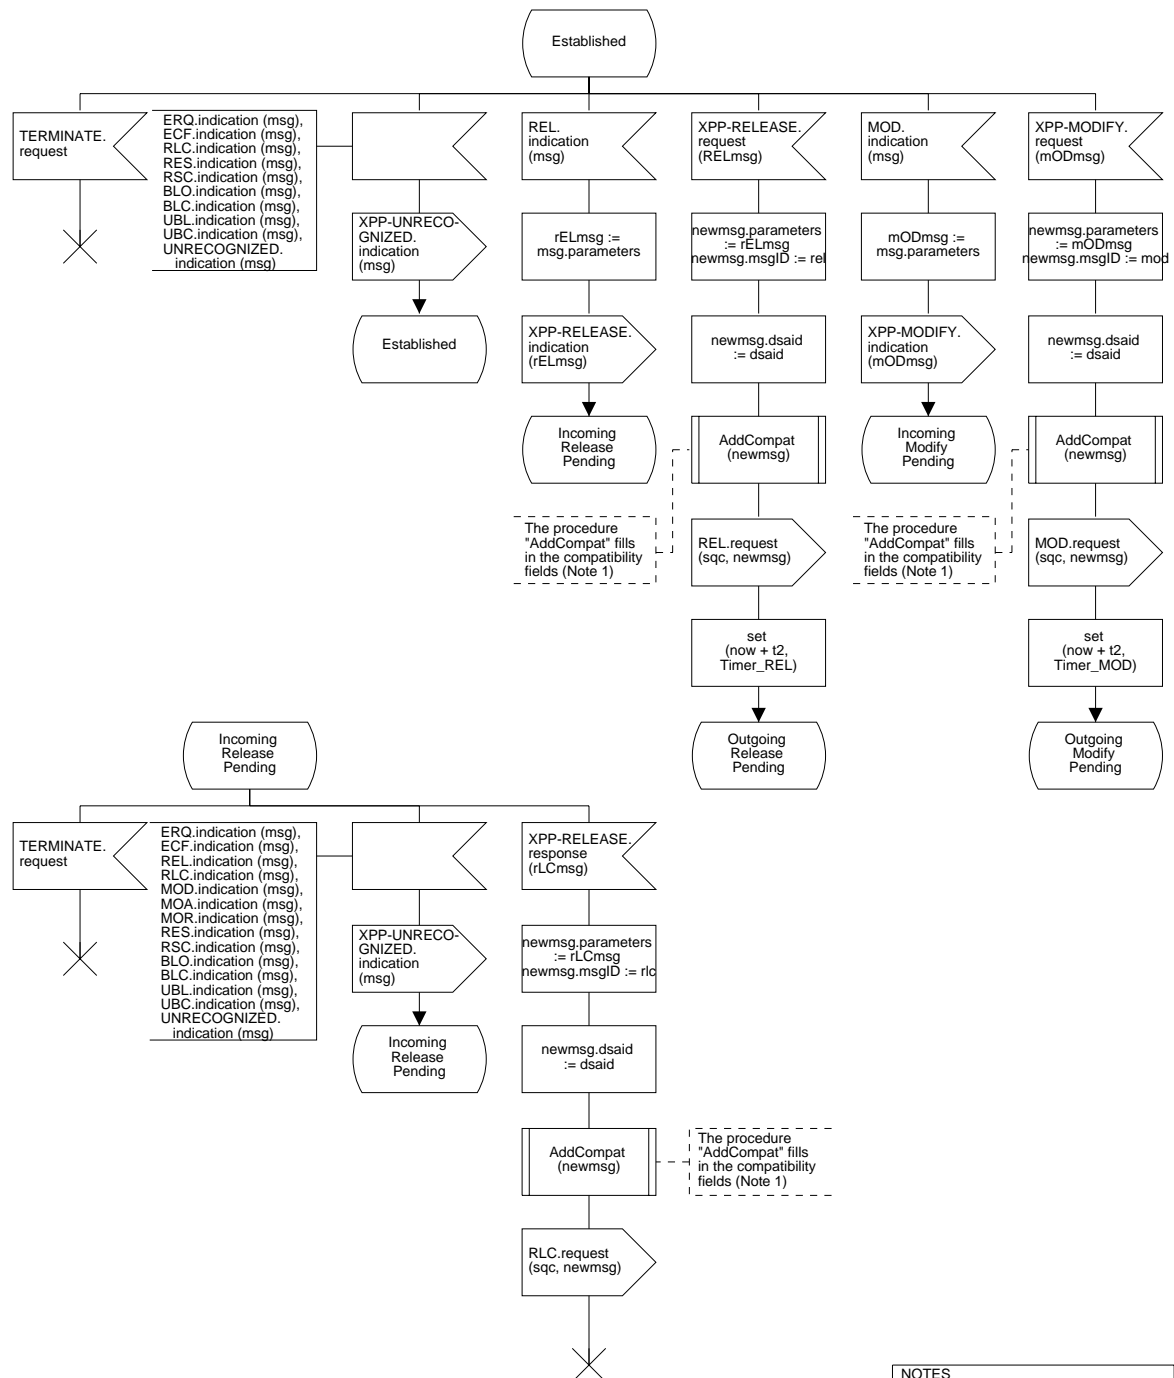 Established
TERMINATE.
request
ERQ.indication (msg),
ECF.indication (msg),
RLC.indication (msg),
RES.indication (msg),
RSC.indication (msg),
BLO.indication (msg),
BLC.indication (msg),
UBL.indication (msg),
UBC.indication (msg),
UNRECOGNIZED.
indication (msg)
XPP-UNRECO-
GNIZED.
indication
(msg)
Established
REL.
indication
(msg)
rELmsg :=
msg.parameters
XPP-RELEASE.
indication
(rELmsg)
Incoming
Release
Pending
XPP-RELEASE.
request
(RELmsg)
newmsg.parameters
:= rELmsg
newmsg.msgID := rel
newmsg.dsaid
:= dsaid
AddCompat
(newmsg)
The procedure
"AddCompat" fills
in the compatibility
fields (Note 1)
REL.request
(sqc, newmsg)
set
(now + t2,
Timer_REL)
Outgoing
Release
Pending
MOD.
indication
(msg)
mODmsg :=
msg.parameters
XPP-MODIFY.
indication
(mODmsg)
Incoming
Modify
Pending
XPP-MODIFY.
request
(mODmsg)
newmsg.parameters
:= mODmsg
newmsg.msgID := mod
newmsg.dsaid
:= dsaid
AddCompat
(newmsg)
The procedure
"AddCompat" fills
in the compatibility
fields (Note 1)
MOD.request
(sqc, newmsg)
set
(now + t2,
Timer_MOD)
Outgoing
Modify
Pending
Incoming
Release
Pending
TERMINATE.
request
ERQ.indication (msg),
ECF.indication (msg),
REL.indication (msg),
RLC.indication (msg),
MOD.indication (msg),
MOA.indication (msg),
MOR.indication (msg),
RES.indication (msg),
RSC.indication (msg),
BLO.indication (msg),
BLC.indication (msg),
UBL.indication (msg),
UBC.indication (msg),
UNRECOGNIZED.
indication (msg)
XPP-UNRECO-
GNIZED.
indication
(msg)
Incoming
Release
Pending
XPP-RELEASE.
response
(rLCmsg)
newmsg.parameters
:= rLCmsg
newmsg.msgID := rlc
newmsg.dsaid
:= dsaid
AddCompat
(newmsg)
The procedure
"AddCompat" fills
in the compatibility
fields (Note 1)
RLC.request
(sqc, newmsg)
NOTES